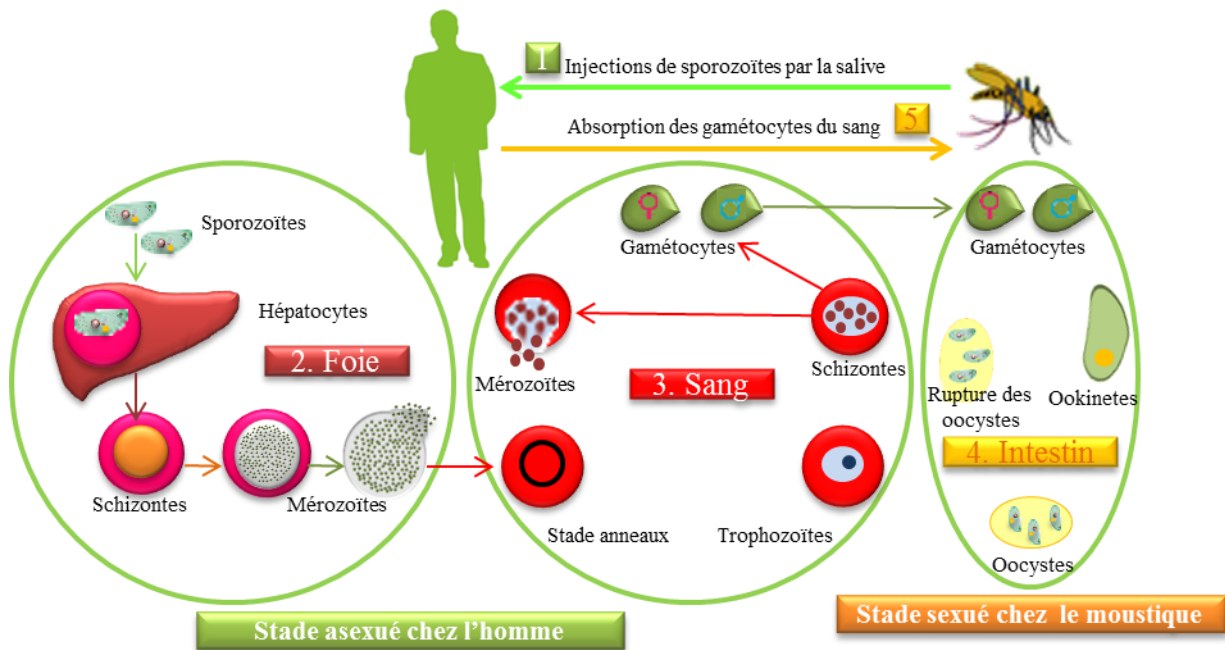 1 Injections de sporozoïtes par la salive
Absorption des gamétocytes du sang 5
Sporozoïtes
Hépatocytes
2. Foie
Schizontes
Mérozoïtes
Gamétocytes
Mérozoïtes
3. Sang
Schizontes
Stade anneaux
Trophozoïtes
Gamétocytes
Rupture des
oocystes
Ookinetes
4. Intestin
Oocystes
Stade asexué chez l’homme
Stade sexué chez le moustique